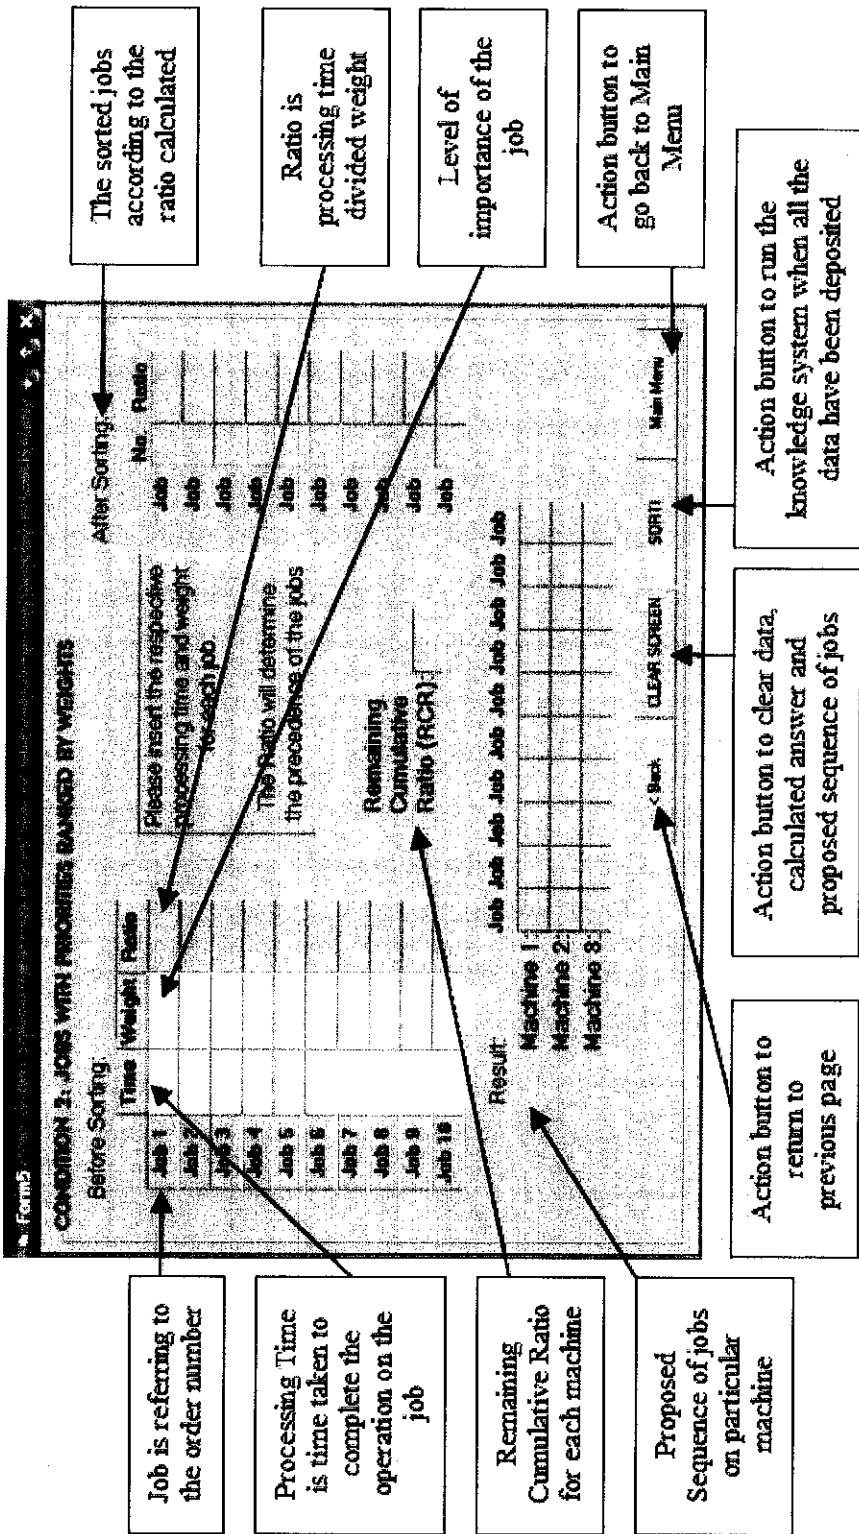 Form5
CONDITION 2: JOBS WITH PRIORITIES RANGED BY WEIGHTS
Before Sorting:
Time Weight Ratio
Job 1
Job 2
Job 3
Job 4
Job 5
Job 6
Job 7
Job 8
Job 9
Job 10
Please insert the respective
processing time and weight
to each job.
The Ratio will determine
the precedence of the jobs
Remaining
Cumulative
Ratio (RCR):
After Sorting:
No. Ratio
Job
Job
Job
Job
Job
Job
Job
Job
Job
Job
Result:
Job Job Job Job Job Job Job Job Job Job
Machine 1:
Machine 2:
Machine 3:
< Back
CLEAR SCREEN
SORT!
Main Menu
Job is referring to
the order number
Processing Time
is time taken to
complete the
operation on the
job
Remaining
Cumulative Ratio
for each machine
Proposed
Sequence of jobs
on particular
machine
The sorted jobs
according to the
ratio calculated
Ratio is
processing time
divided weight
Level of
importance of the
job
Action button to
go back to Main
Menu
Action button to
return to
previous page
Action button to clear data,
calculated answer and
proposed sequence of jobs
Action button to run the
knowledge system when all the
data have been deposited